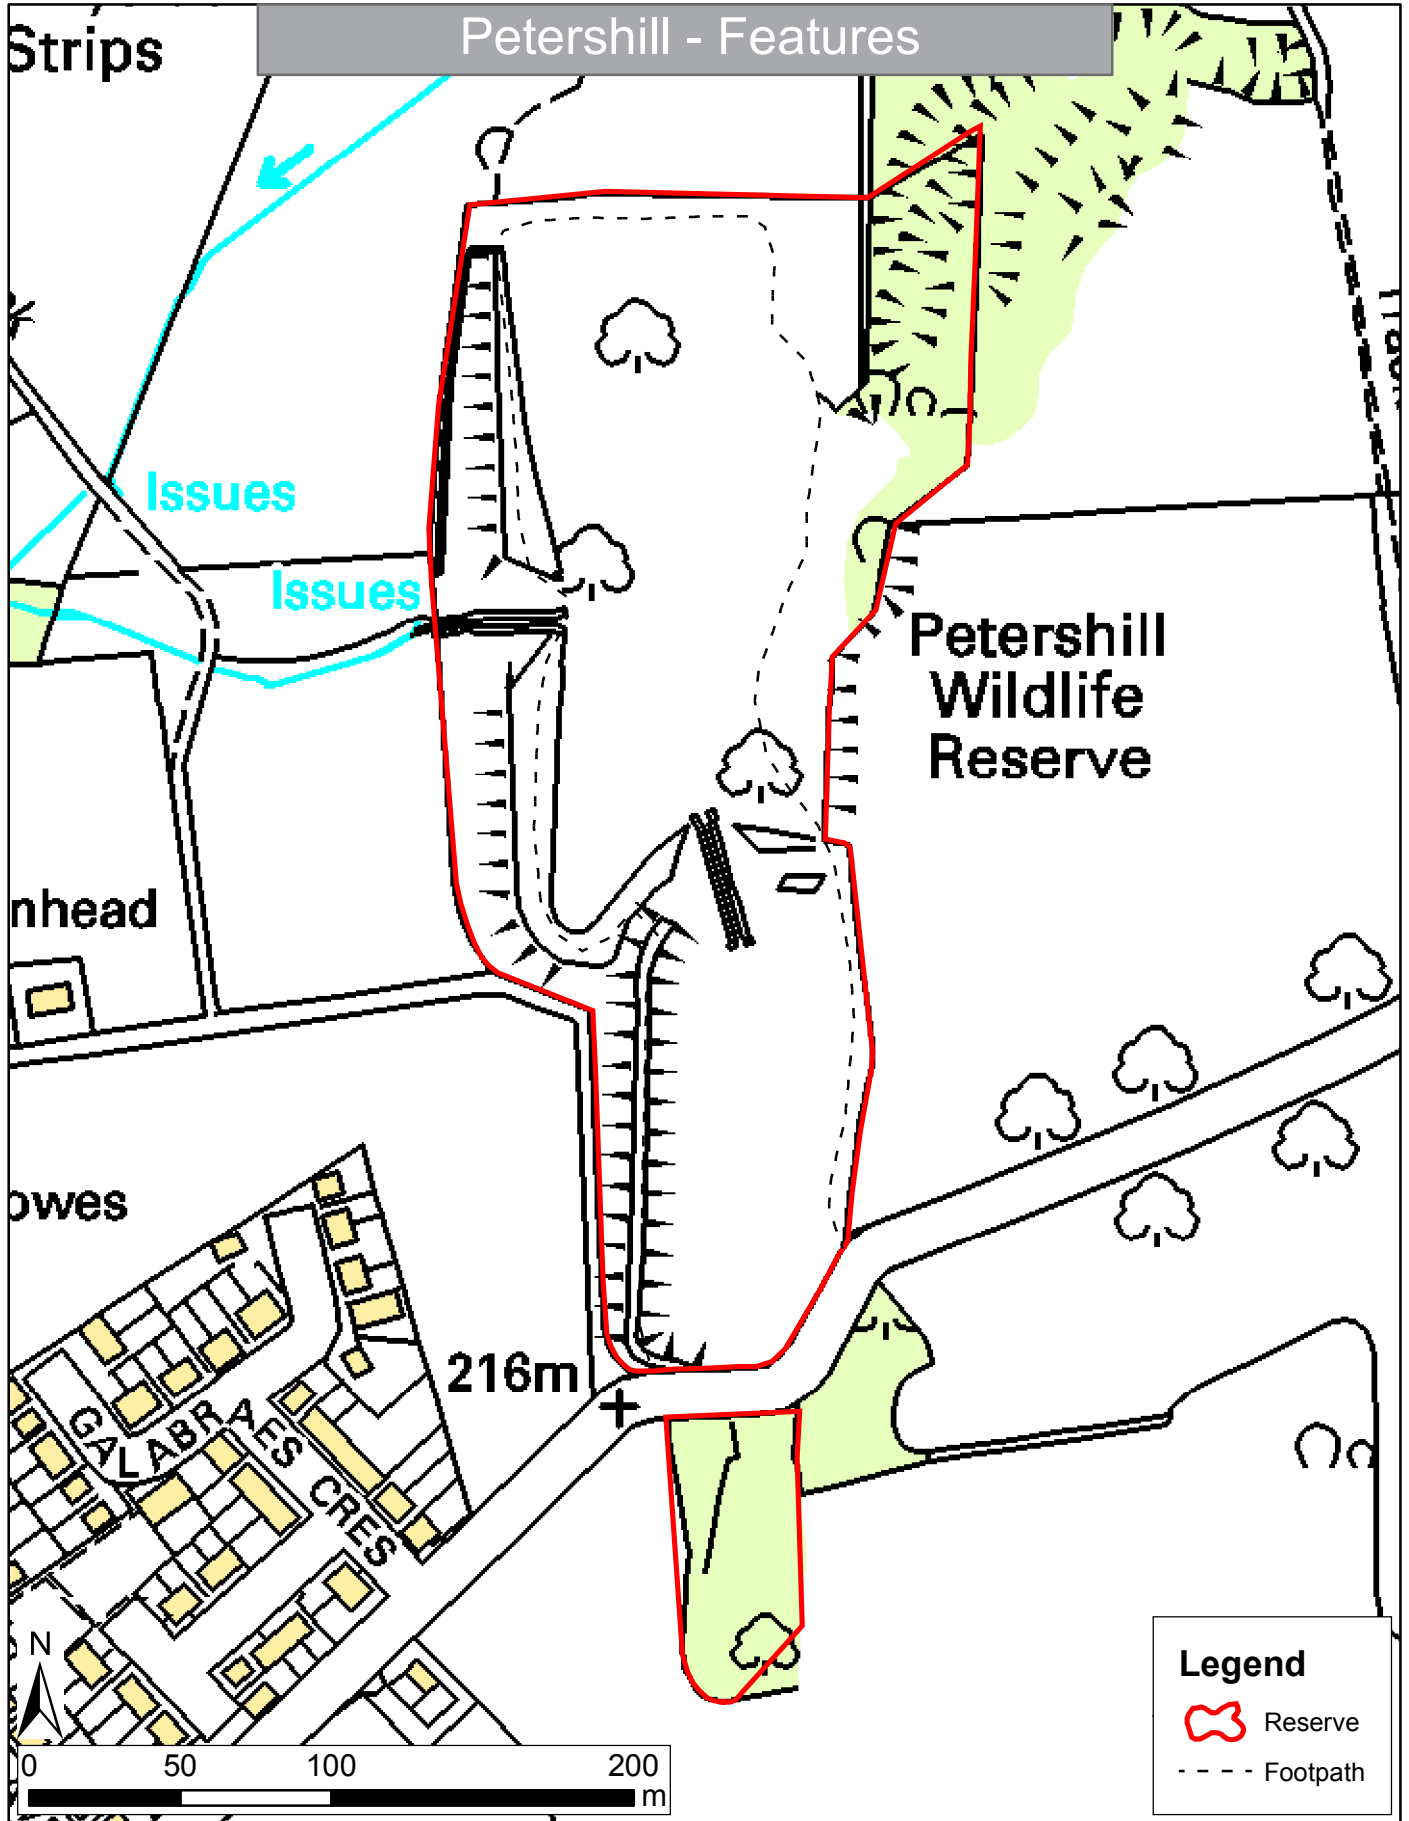 Petershill - Features
Strips
Issues
Issues
Petershill
Wildlife
Reserve
nhead
owes
216m
GALABRAES CRES
N
0 50 100 200
m
Legend
Reserve
Footpath